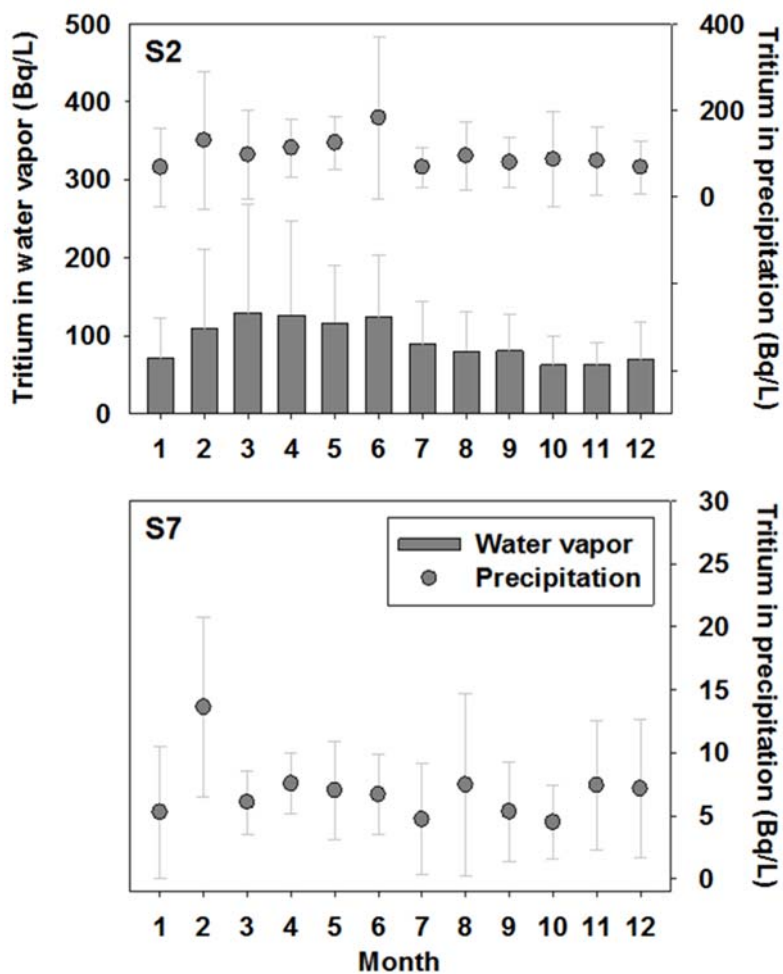 Tritium in water vapor (Bq/L)
500
400
300
200
100
0
S2
400
200
0
Tritium in precipitation (Bq/L)
1 2 3 4 5 6 7 8 9 10 11 12
S7
Water vapor
Precipitation
30
25
20
15
10
5
0
Tritium in precipitation (Bq/L)
1 2 3 4 5 6 7 8 9 10 11 12
Month